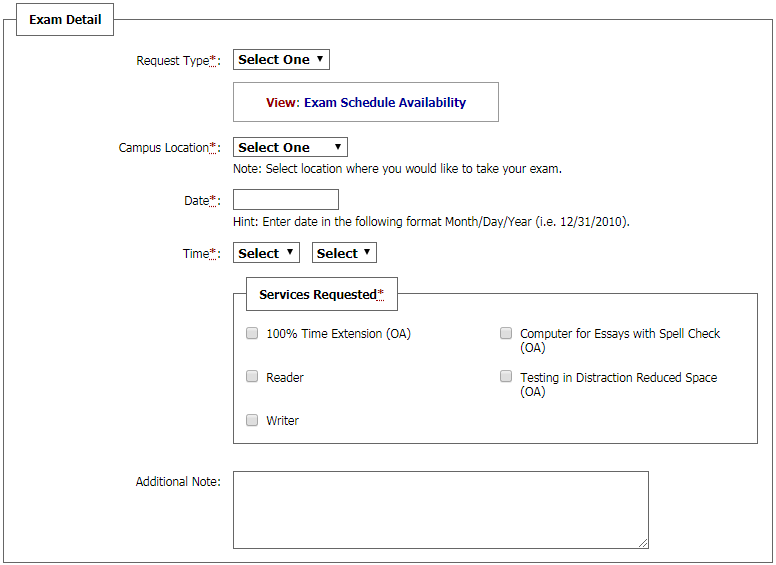 Exam Detail
Request Type*: Select One
View: Exam Schedule Availability
Campus Location*: Select One
Note: Select location where you would like to take your exam.
Date*:
Hint: Enter date in the following format Month/Day/Year (i.e. 12/31/2010).
Time*: Select Select
Services Requested*
100% Time Extension (OA)
Computer for Essays with Spell Check
(OA)
Reader
Testing in Distraction Reduced Space
(OA)
Writer
Additional Note: